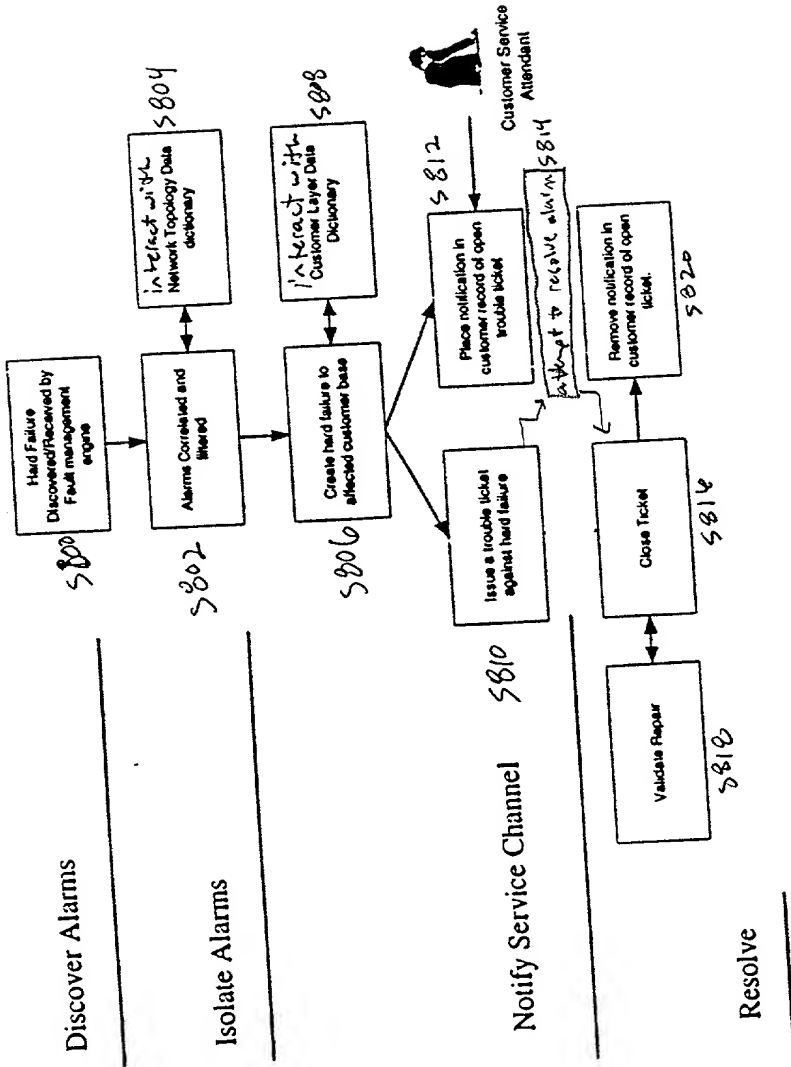 Discover Alarms
Hard Failure
Discovered/Received by
Fault management
engine
S800
Isolate Alarms
Alarms Correlated and
filtered
S802
interact with
Network Topology Data
dictionary
S804
Create hard failure to
affected customer base
S806
interact with
Customer Layer Data
Dictionary
S808
Notify Service Channel
Issue a trouble ticket
against hard failure
S810
Place notification in
customer record of open
trouble ticket
S812
Customer Service
Attendant
attempt to resolve alarm
S814
Resolve
Validate Repair
S818
Close Ticket
S816
Remove notification in
customer record of open
ticket.
S820